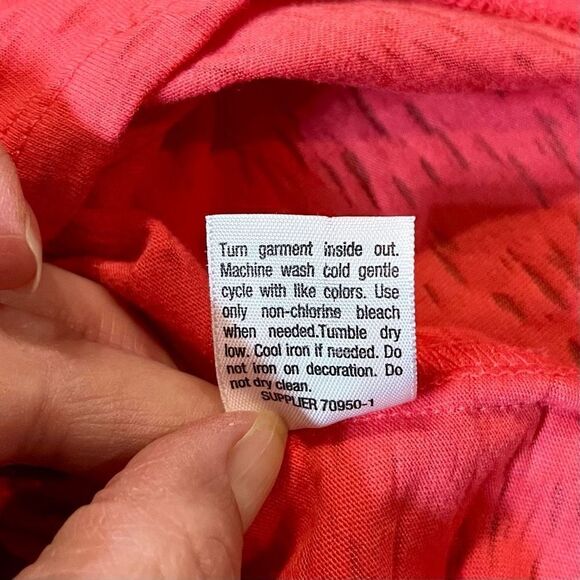 Turn garment inside out.
Machine wash cold gentle
cycle with like colors. Use
only non-chlorine bleach
when needed.Tumble dry
low. Cool iron if needed. Do
not iron on decoration. Do
not dry clean.
SUPPLIER 70950-1